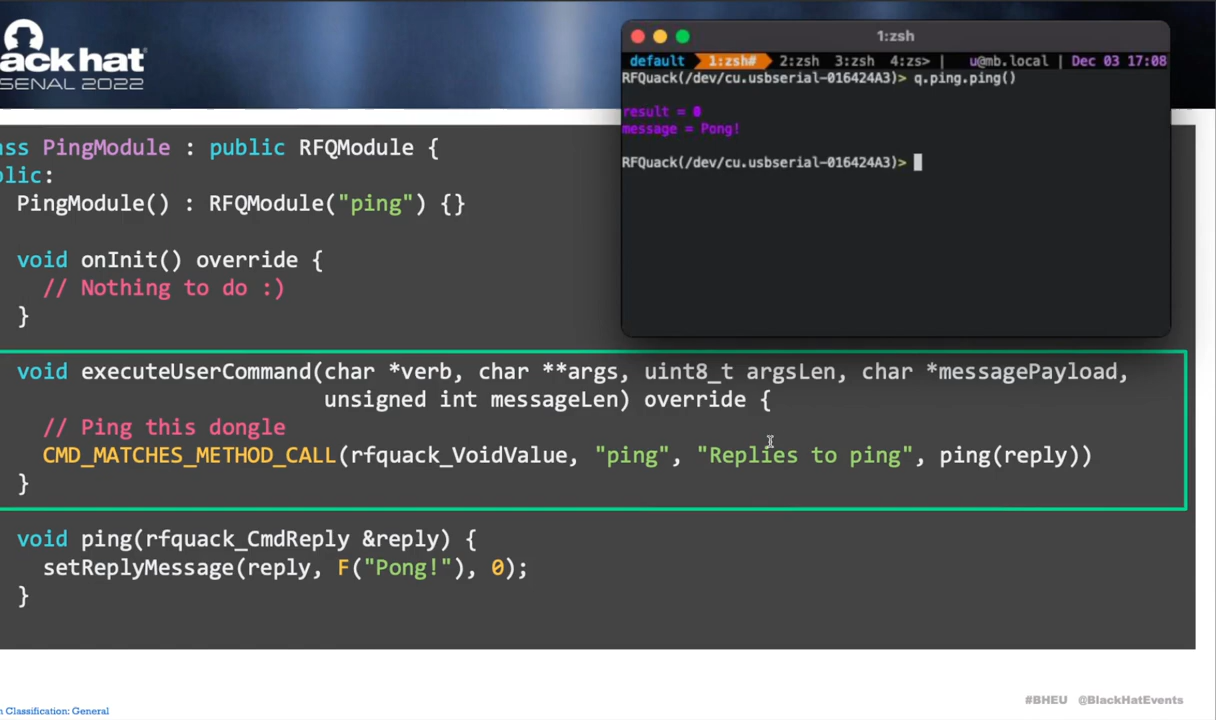 ack hat
SENAL 2022
1:zsh
default 1:zsh# 2:zsh 3:zsh 4:zs> | u@mb.local | Dec 03 17:08
RFQuack(/dev/cu.usbserial-016424A3)> q.ping.ping()
result = 0
message = Pong!
RFQuack(/dev/cu.usbserial-016424A3)>
ass PingModule : public RFQModule {
blic:
PingModule() : RFQModule("ping") {}
void onInit() override {
// Nothing to do :)
}
void executeUserCommand(char *verb, char **args, uint8_t argsLen, char *messagePayload,
unsigned int messageLen) override {
// Ping this dongle
CMD_MATCHES_METHOD_CALL(rfquack_VoidValue, "ping", "Replies to ping", ping(reply))
}
void ping(rfquack_CmdReply &reply) {
setReplyMessage(reply, F("Pong!"), 0);
}
#BHEU @BlackHatEvents
n Classification: General